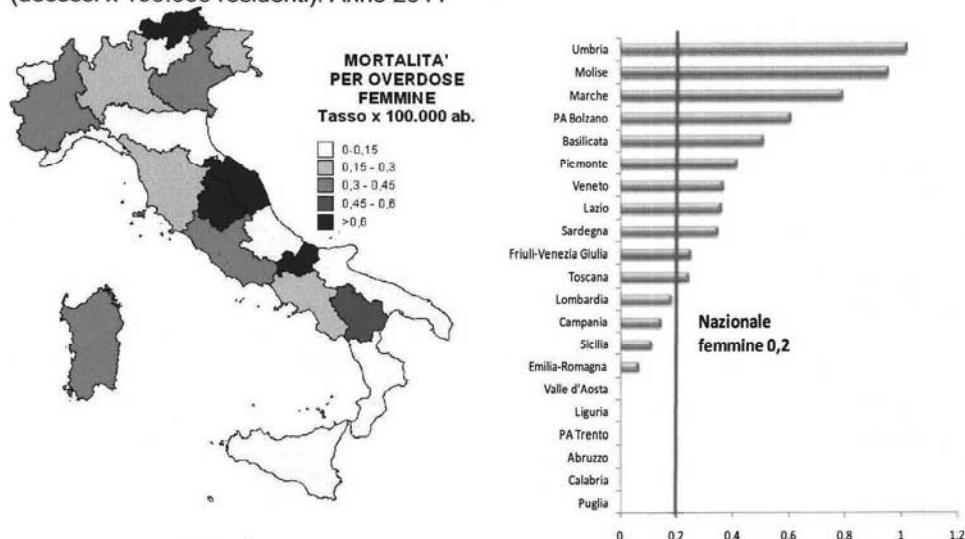 (decessi x 100.000 residenti). Anno 2011
MORTALITA'
PER OVERDOSE
FEMMINE
Tasso x 100.000 ab.
0-0,15
0,15 - 0,3
0,3 - 0,45
0,45 - 0,6
>0,6
Umbria
Molise
Marche
PA Bolzano
Basilicata
Piemonte
Veneto
Lazio
Sardegna
Friuli-Venezia Giulia
Toscana
Lombardia
Campania
Sicilia
Emilia-Romagna
Valle d'Aosta
Liguria
PA Trento
Abruzzo
Calabria
Puglia
Nazionale
femmine 0,2
0 0.2 0.4 0.6 0.8 1 1.2